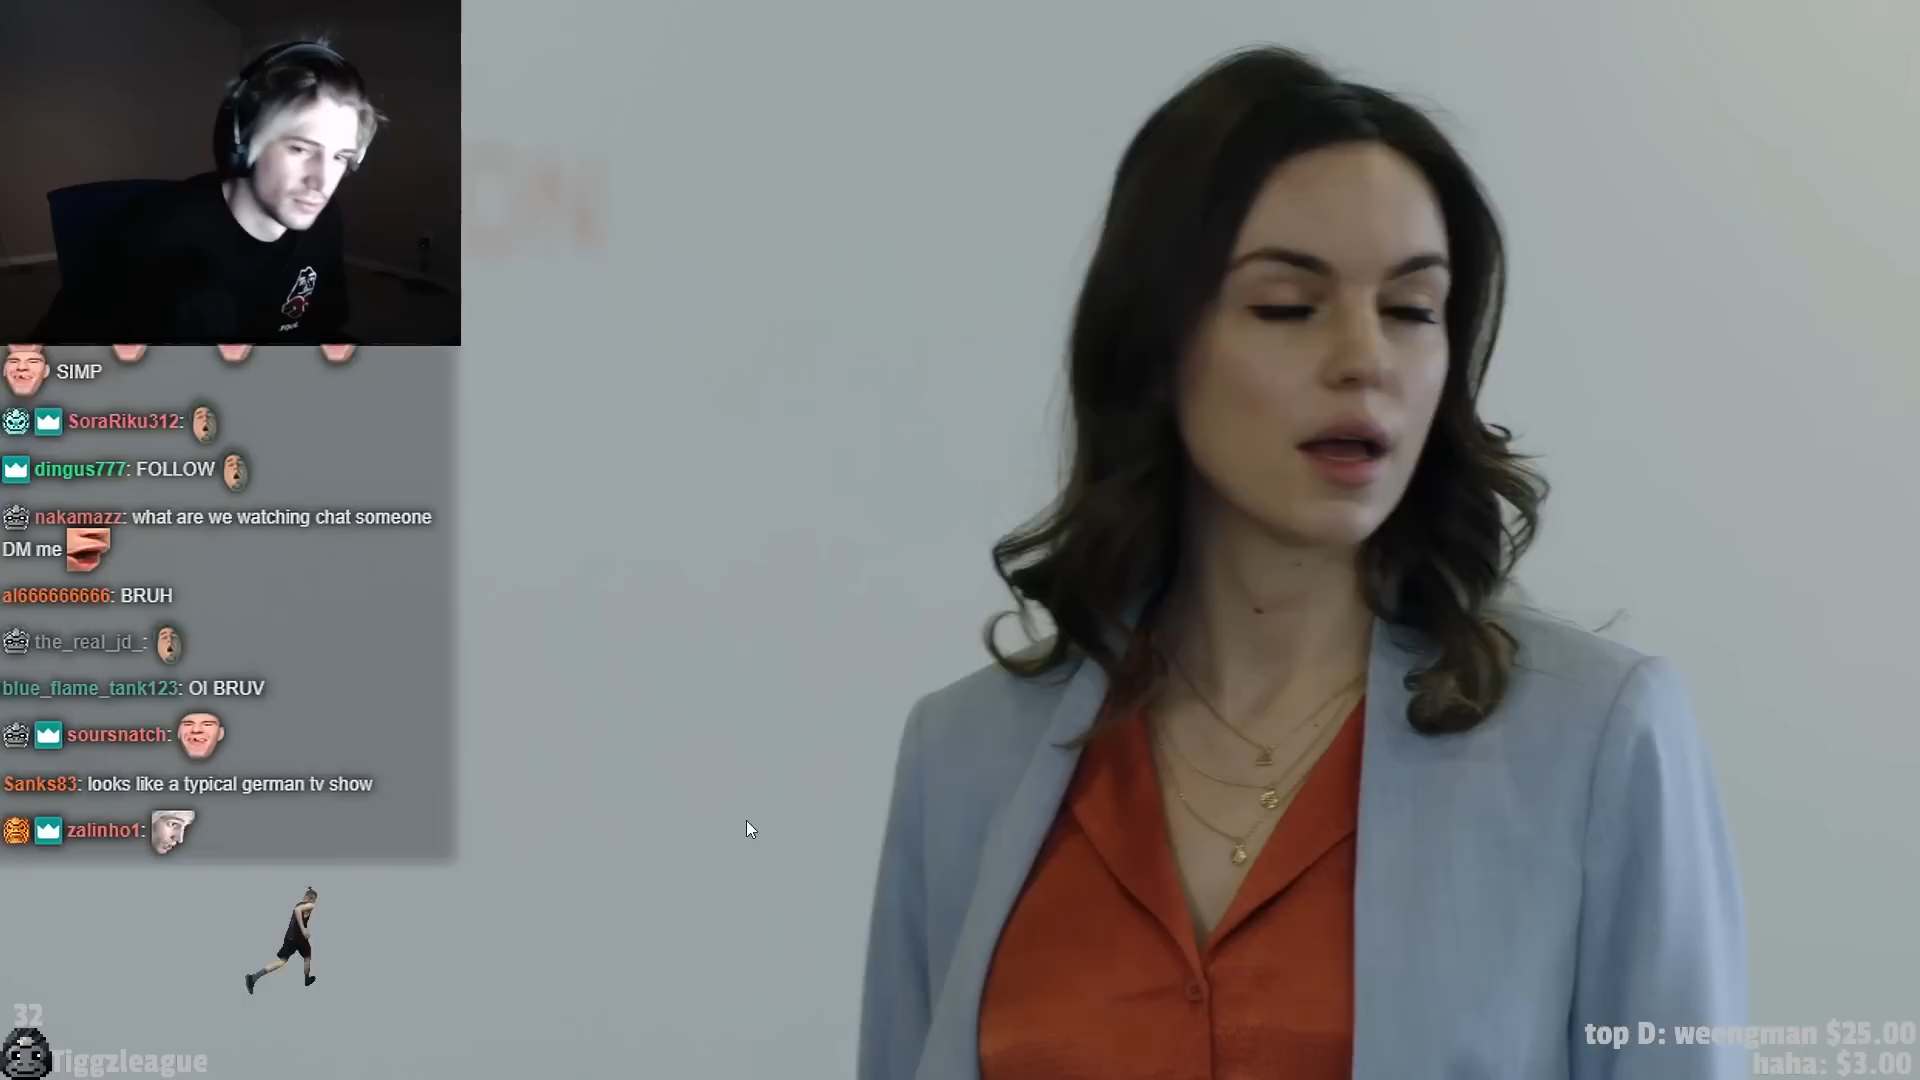 ON
SIMP
SoraRiku312:
dingus777: FOLLOW
nakamazz: what are we watching chat someone
DM me
al666666666: BRUH
the_real_jd_:
blue_flame_tank123: OI BRUV
soursnatch:
Sanks83: looks like a typical german tv show
zalinho1:
32
Tiggzleague
top D: weengman $25.00
haha: $3.00